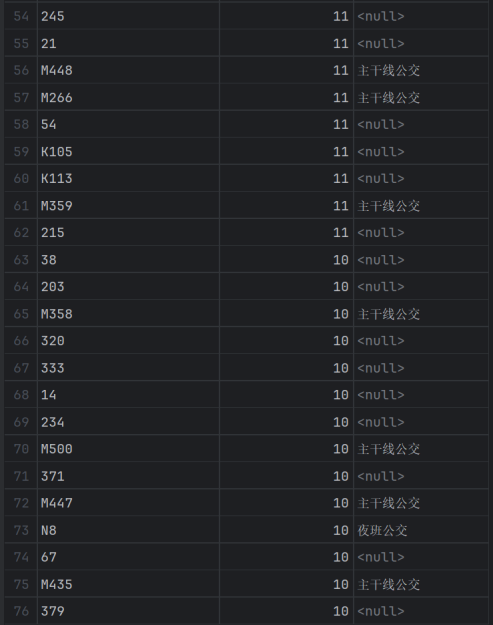 54 245 11 <null>
55 21 11 <null>
56 M448 11 主干线公交
57 M266 11 主干线公交
58 54 11 <null>
59 K105 11 <null>
60 K113 11 <null>
61 M359 11 主干线公交
62 215 11 <null>
63 38 10 <null>
64 203 10 <null>
65 M358 10 主干线公交
66 320 10 <null>
67 333 10 <null>
68 14 10 <null>
69 234 10 <null>
70 M500 10 主干线公交
71 371 10 <null>
72 M447 10 主干线公交
73 N8 10 夜班公交
74 67 10 <null>
75 M435 10 主干线公交
76 379 10 <null>